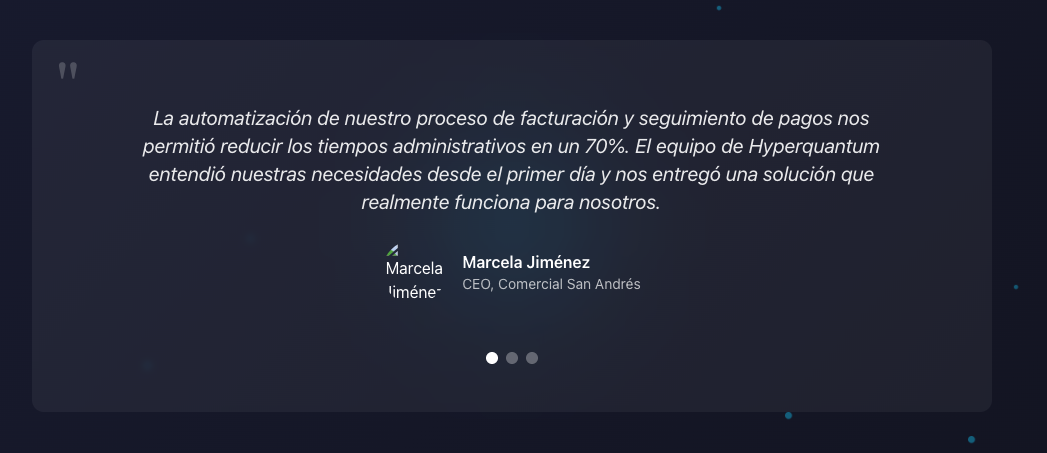 "
La automatización de nuestro proceso de facturación y seguimiento de pagos nos
permitió reducir los tiempos administrativos en un 70%. El equipo de Hyperquantum
entendió nuestras necesidades desde el primer día y nos entregó una solución que
realmente funciona para nosotros.
Marcela
Jiméne
Marcela Jiménez
CEO, Comercial San Andrés